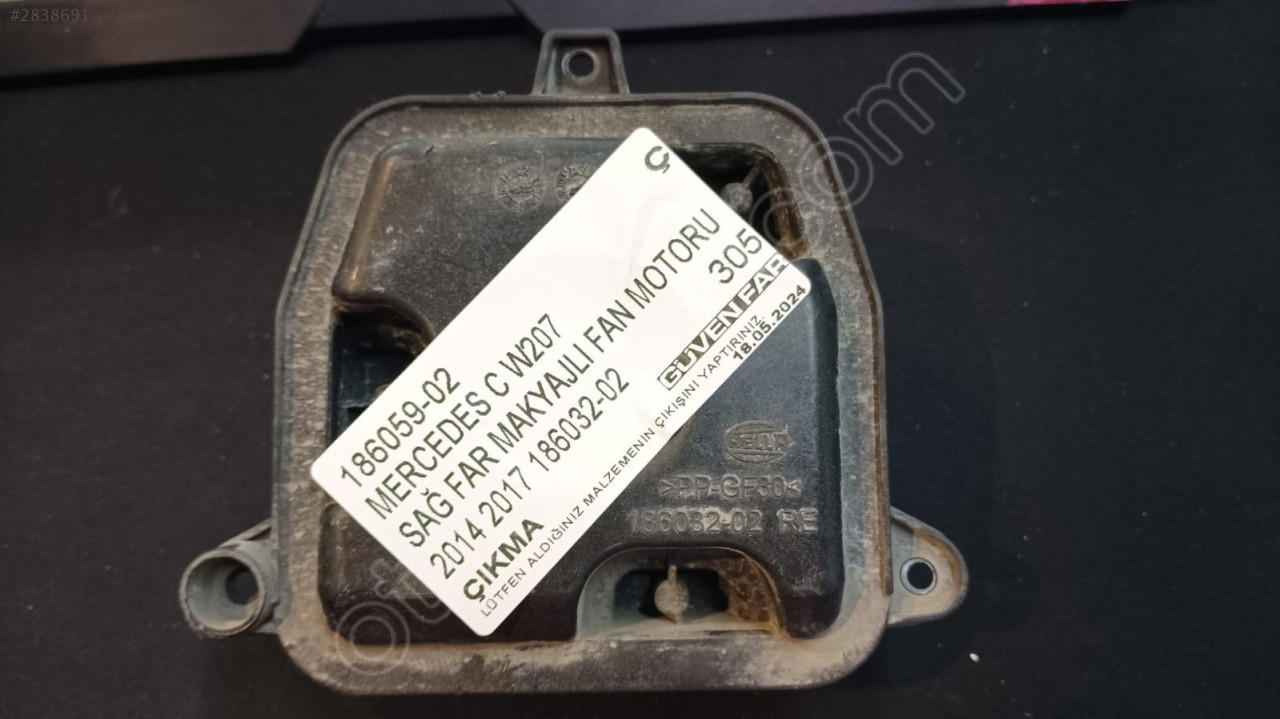 #2838691
Ç
186059-02
MERCEDES C W207
SAĞ FAR MAKYAJLI FAN MOTORU
2014 2017 186032-02
305
ÇIKMA
GÜVEN FAR
LÜTFEN ALDIĞINIZ MALZEMENİN ÇIKIŞINI YAPTIRINIZ.
18.05.2024
HELLA
>PP-GF30<
186032-02 RE